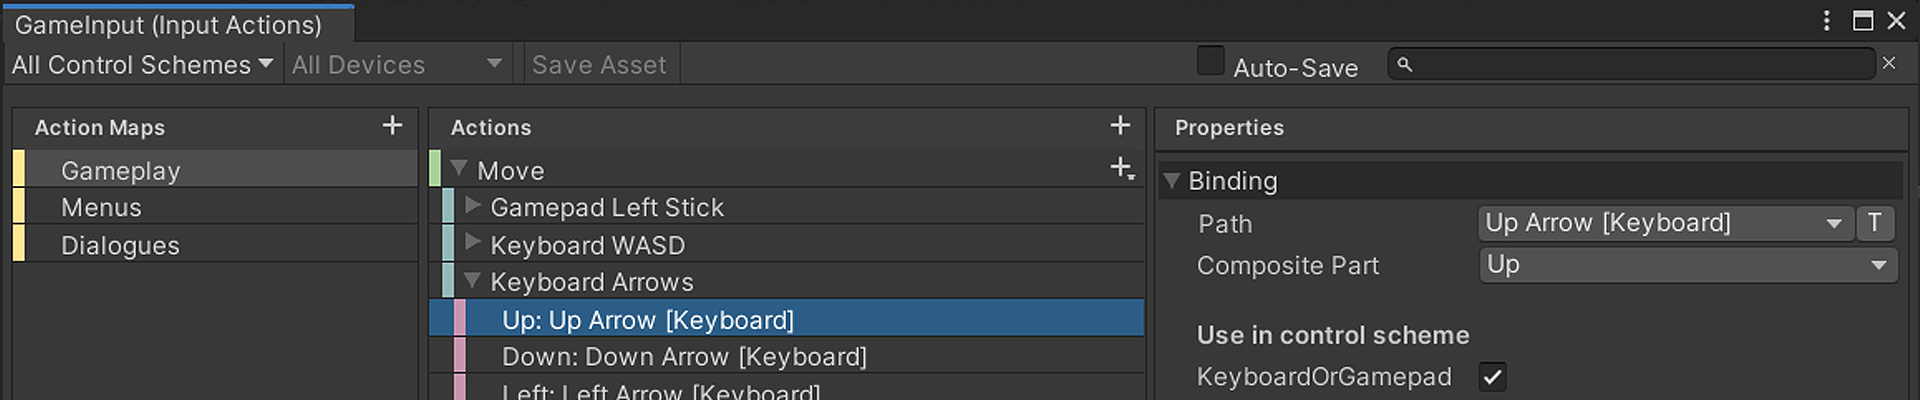 GameInput (Input Actions)
All Control Schemes All Devices Save Asset Auto-Save
Action Maps
Gameplay
Menus
Dialogues
Actions
Move
Gamepad Left Stick
Keyboard WASD
Keyboard Arrows
Up: Up Arrow [Keyboard]
Down: Down Arrow [Keyboard]
Left: Left Arrow [Keyboard]
Properties
Binding
Path Up Arrow [Keyboard] T
Composite Part Up
Use in control scheme
KeyboardOrGamepad